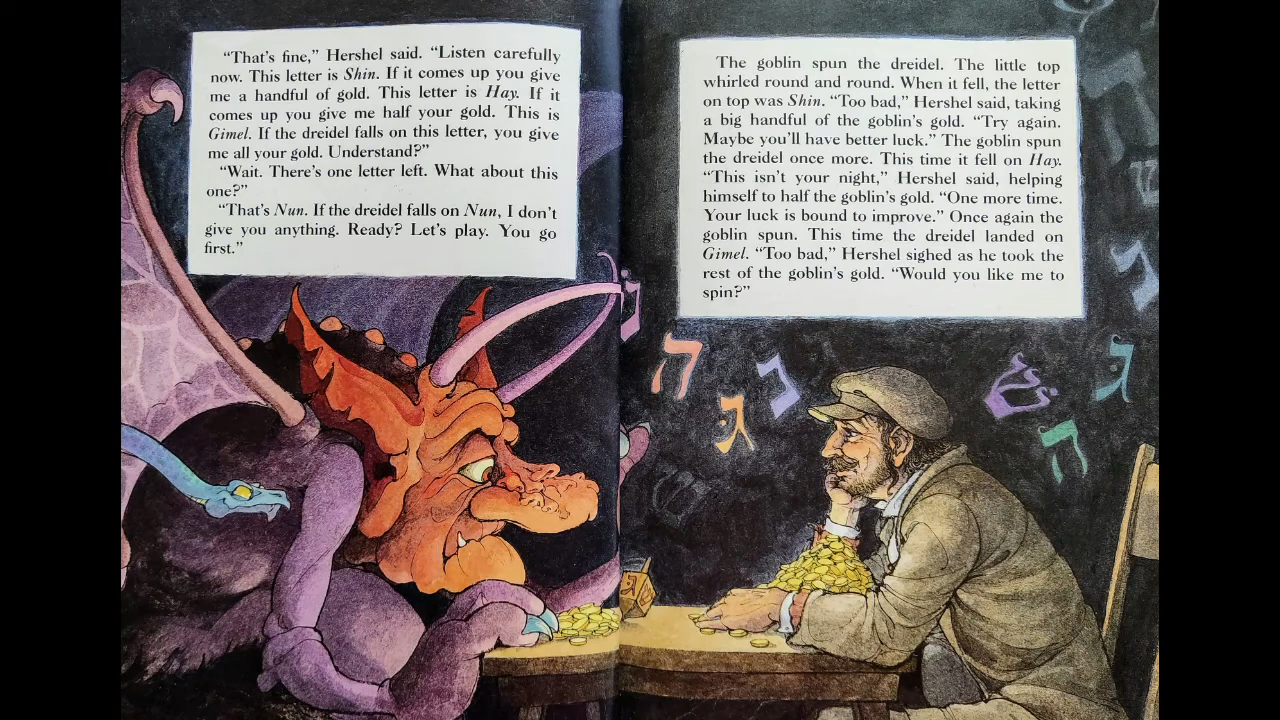 “That’s fine,” Hershel said. “Listen carefully
now. This letter is Shin. If it comes up you give
me a handful of gold. This letter is Hay. If it
comes up you give me half your gold. This is
Gimel. If the dreidel falls on this letter, you give
me all your gold. Understand?”
“Wait. There’s one letter left. What about this
one?”
“That’s Nun. If the dreidel falls on Nun, I don’t
give you anything. Ready? Let’s play. You go
first.”
The goblin spun the dreidel. The little top
whirled round and round. When it fell, the letter
on top was Shin. “Too bad,” Hershel said, taking
a big handful of the goblin’s gold. “Try again.
Maybe you’ll have better luck.” The goblin spun
the dreidel once more. This time it fell on Hay.
“This isn’t your night,” Hershel said, helping
himself to half the goblin’s gold. “One more time.
Your luck is bound to improve.” Once again the
goblin spun. This time the dreidel landed on
Gimel. “Too bad,” Hershel sighed as he took the
rest of the goblin’s gold. “Would you like me to
spin?”
ה
ג
נ
ש
ה
ג
ש
נ
ש
ג